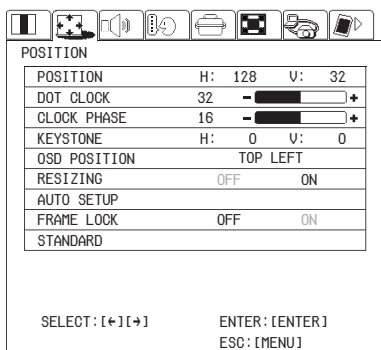 POSITION
POSITION H: 128 V: 32
DOT CLOCK 32 - +
CLOCK PHASE 16 - +
KEYSTONE H: 0 V: 0
OSD POSITION TOP LEFT
RESIZING OFF ON
AUTO SETUP
FRAME LOCK OFF ON
STANDARD
SELECT:[←][→] ENTER:[ENTER]
ESC:[MENU]